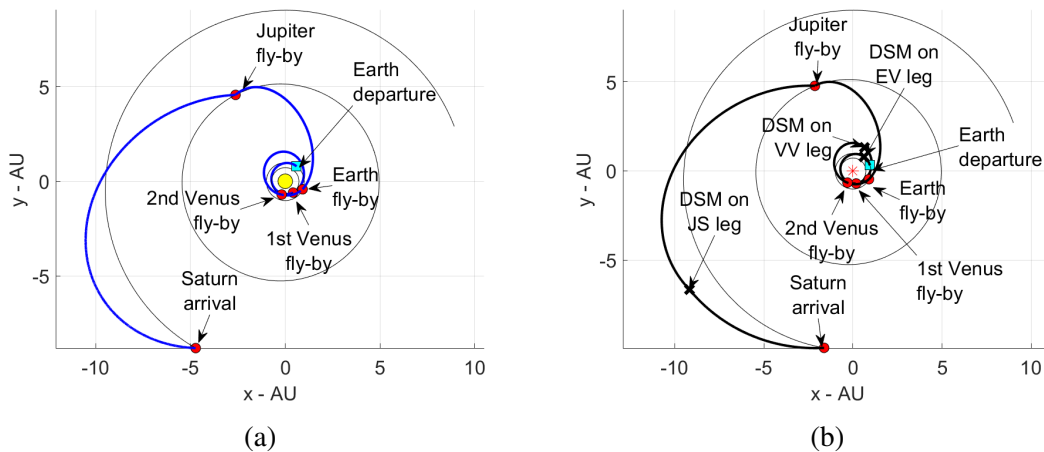 Jupiter
fly-by
Earth
departure
2nd Venus
fly-by
Earth
fly-by
1st Venus
fly-by
Saturn
arrival
5
0
-5
y - AU
-10
-5
0
5
10
x - AU
(a)
Jupiter
fly-by
DSM on
EV leg
DSM on
VV leg
Earth
departure
DSM on
JS leg
Earth
fly-by
2nd Venus
fly-by
1st Venus
fly-by
Saturn
arrival
5
0
-5
y - AU
-10
-5
0
5
10
x - AU
(b)